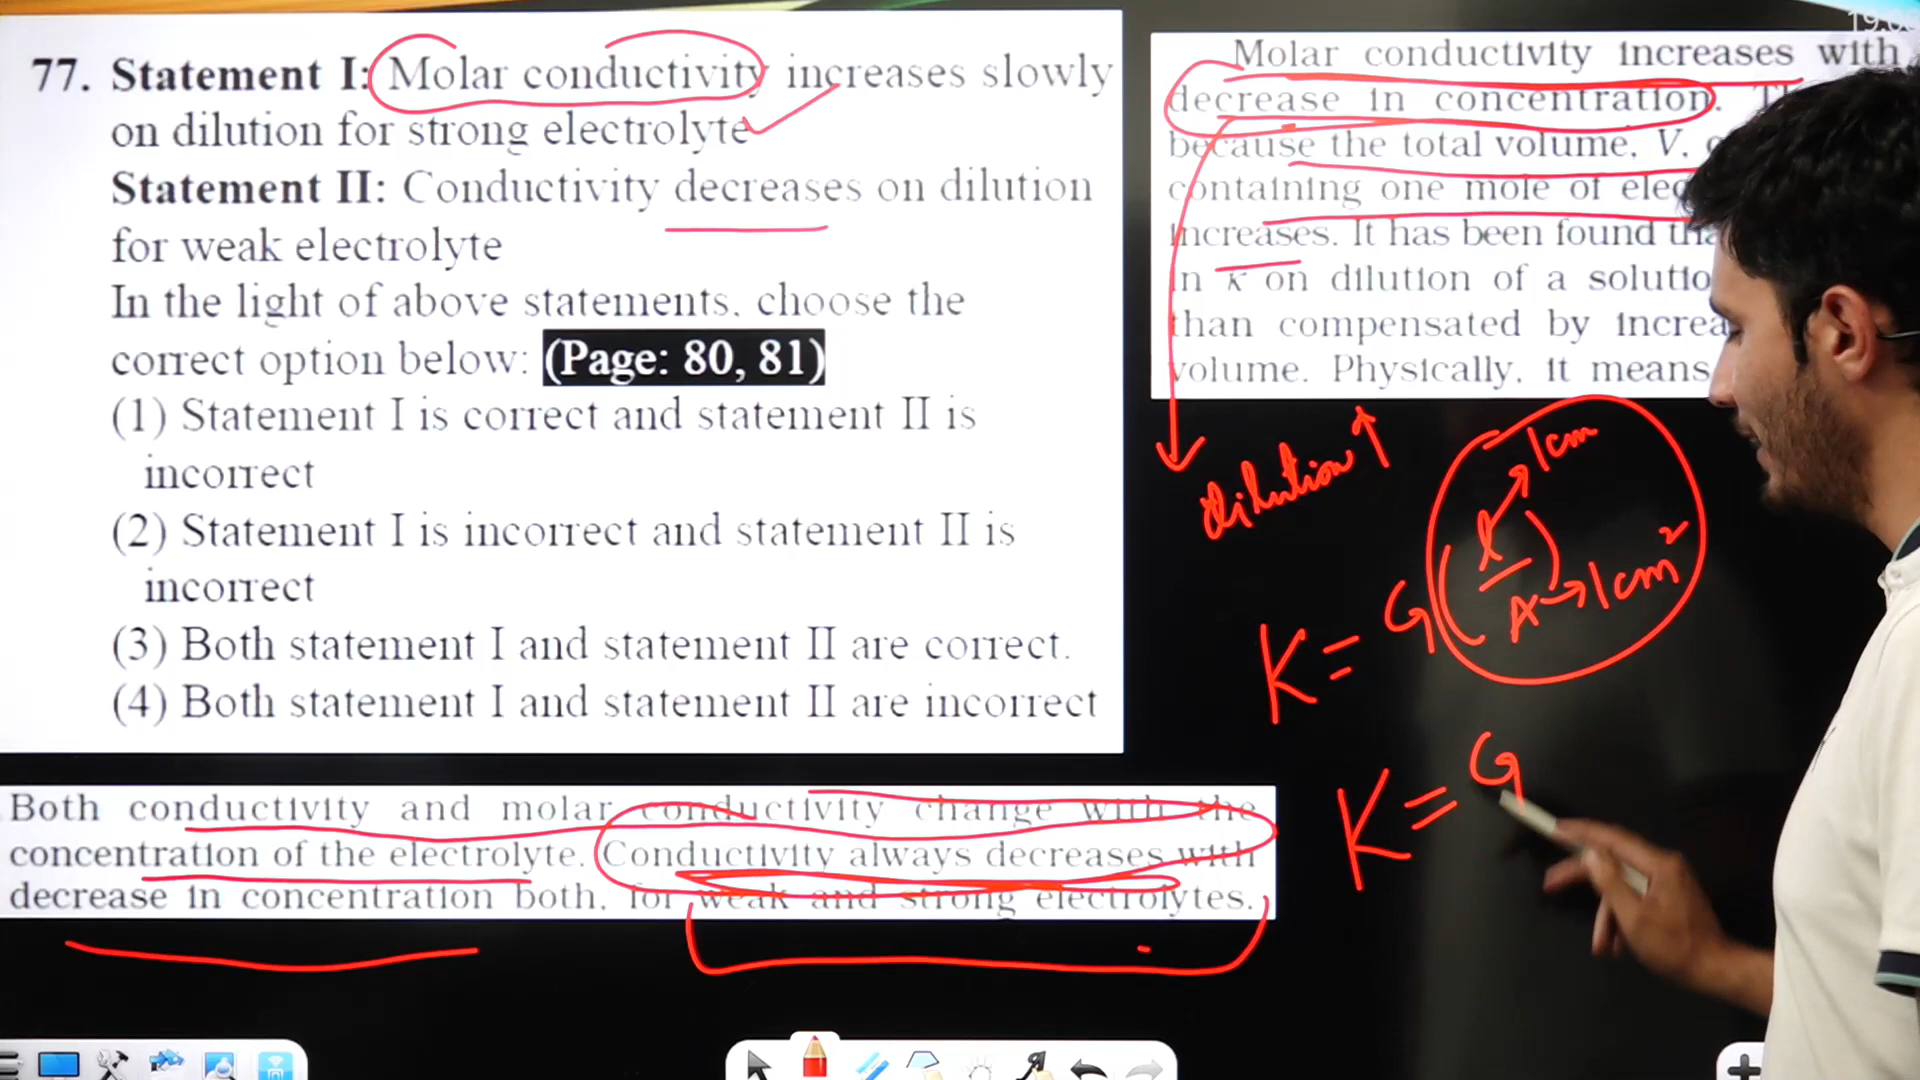 77. Statement I: Molar conductivity increases slowly
on dilution for strong electrolyte
Statement II: Conductivity decreases on dilution
for weak electrolyte
In the light of above statements, choose the
correct option below: (Page: 80, 81)
(1) Statement I is correct and statement II is
incorrect
(2) Statement I is incorrect and statement II is
incorrect
(3) Both statement I and statement II are correct.
(4) Both statement I and statement II are incorrect
Both conductivity and molar conductivity change with the
concentration of the electrolyte. Conductivity always decreases with
decrease in concentration both, for weak and strong electrolytes.
Molar conductivity increases with
decrease in concentration.
because the total volume, V,
containing one mole of
increases. It has been found
in κ on dilution of a
than compensated by
volume. Physically, it means
dilution ↑
K = G (l/A)
→ 1cm
→ 1cm²
K = G